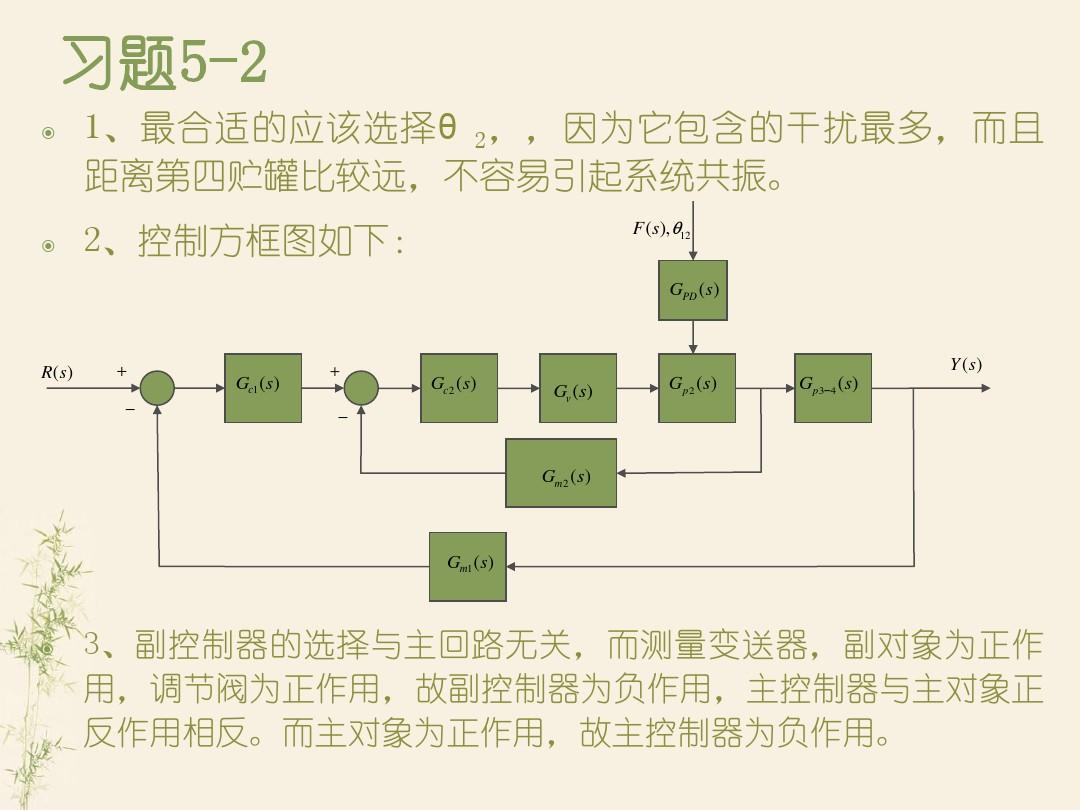 习题5-2
1、最合适的应该选择θ 2，，因为它包含的干扰最多，而且
距离第四贮罐比较远，不容易引起系统共振。
2、控制方框图如下：
F(s),θ12
GPD(s)
R(s) + Gc1(s) + Gc2(s) Gv(s) Gp2(s) Gp3−4(s) Y(s)
− −
Gm2(s)
Gm1(s)
3、副控制器的选择与主回路无关，而测量变送器，副对象为正作
用，调节阀为正作用，故副控制器为负作用，主控制器与主对象正
反作用相反。而主对象为正作用，故主控制器为负作用。